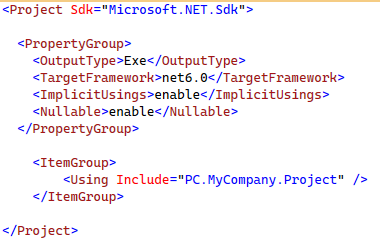 <Project Sdk="Microsoft.NET.Sdk">
<PropertyGroup>
<OutputType>Exe</OutputType>
<TargetFramework>net6.0</TargetFramework>
<ImplicitUsings>enable</ImplicitUsings>
<Nullable>enable</Nullable>
</PropertyGroup>
<ItemGroup>
<Using Include="PC.MyCompany.Project" />
</ItemGroup>
</Project>